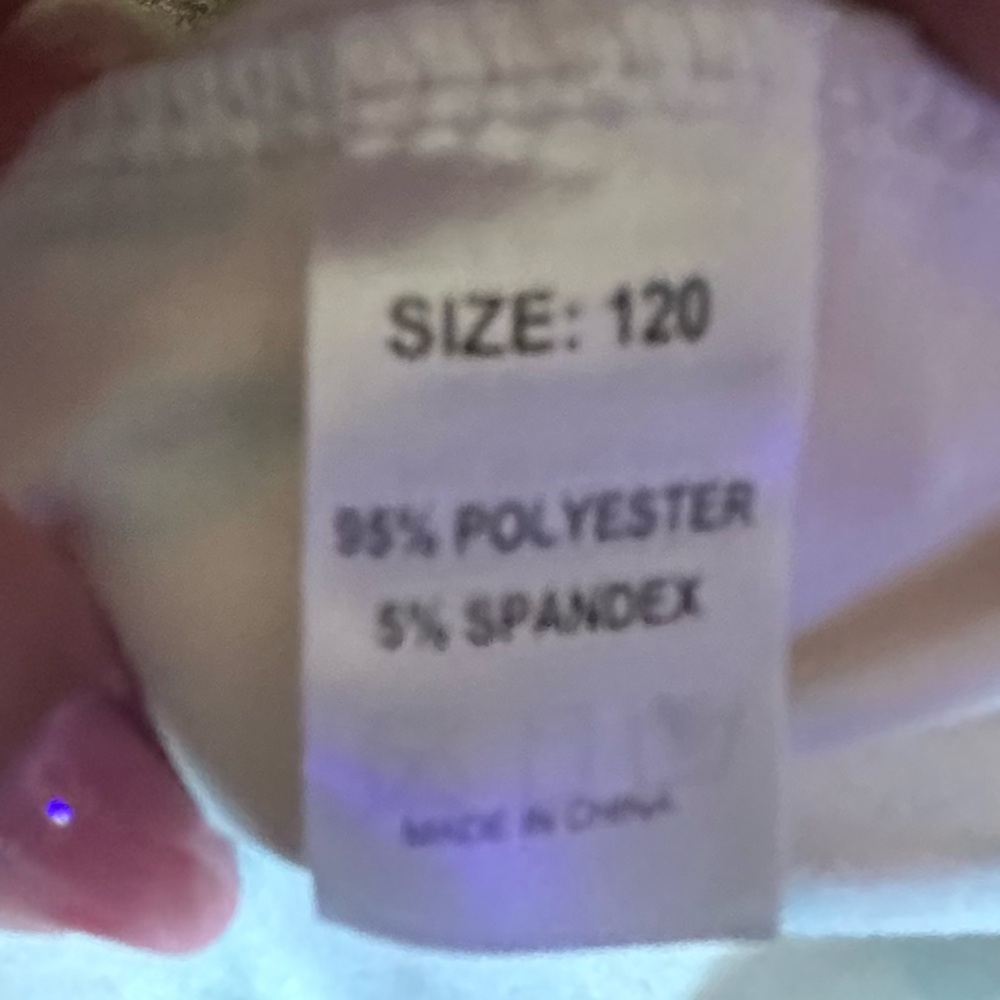 SIZE: 120
95% POLYESTER
5% SPANDEX
MADE IN CHINA